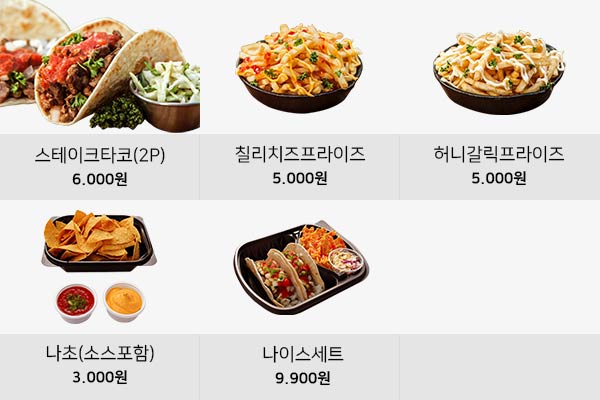 스테이크타코(2P)
6.000원
칠리치즈프라이즈
5.000원
허니갈릭프라이즈
5.000원
나초(소스포함)
3.000원
나이스세트
9.900원